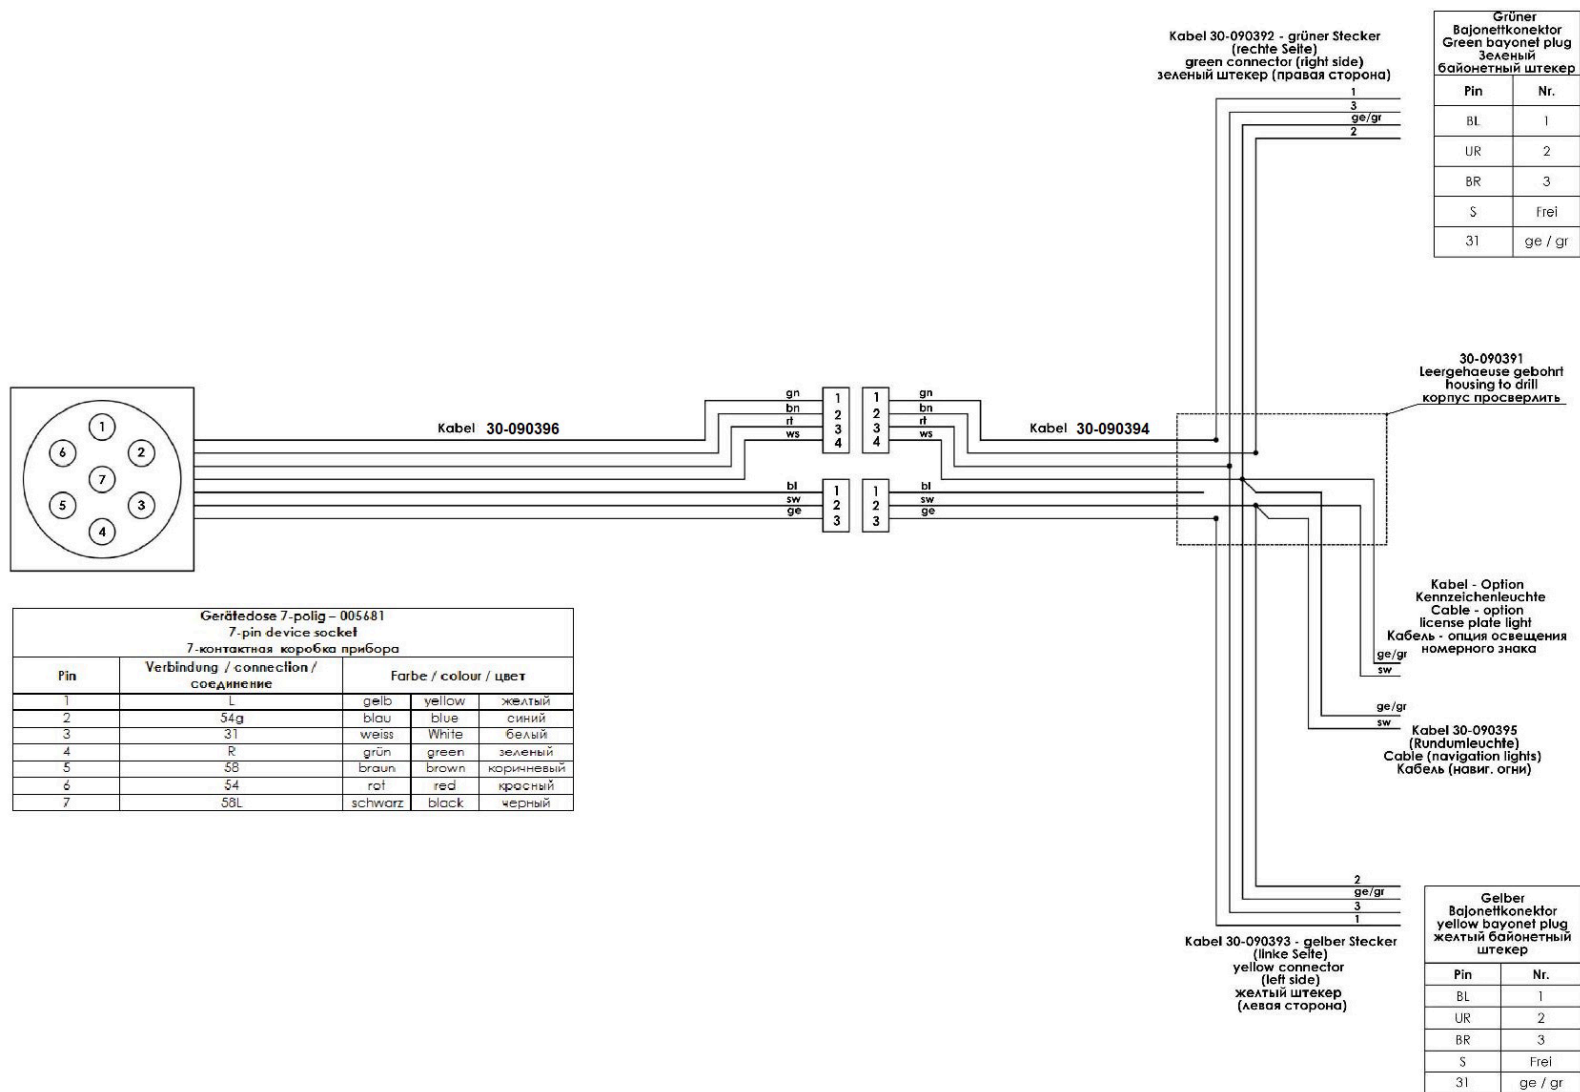 Kabel 30-090392 - grüner Stecker
(rechte Seite)
green connector (right side)
зеленый штекер (правая сторона)
1
3
ge/gr
2
Grüner
Bajonettkonektor
Green bayonet plug
Зеленый
байонетный штекер
Pin Nr.
BL 1
UR 2
BR 3
S Frei
31 ge / gr
30-090391
Leergehaeuse gebohrt
housing to drill
корпус просверлить
1
6
2
7
5
3
4
Kabel 30-090396
gn
bn
rt
ws
1
2
3
4
1
2
3
4
gn
bn
rt
ws
Kabel 30-090394
bl
sw
ge
1
2
3
1
2
3
bl
sw
ge
Kabel - Option
Kennzeichenleuchte
Cable - option
license plate light
Кабель - опция освещения
номерного знака
ge/gr
sw
ge/gr
sw
Kabel 30-090395
(Rundumleuchte)
Cable (navigation lights)
Кабель (навиг. огни)
Gerätedose 7-polig – 005681
7-pin device socket
7-контактная коробка прибора
Pin Verbindung / connection / соединение Farbe / colour / цвет
1 L gelb yellow желтый
2 54g blau blue синий
3 31 weiss White белый
4 R grün green зеленый
5 58 braun brown коричневый
6 54 rot red красный
7 58L schwarz black черный
2
ge/gr
3
1
Kabel 30-090393 - gelber Stecker
(linke Seite)
yellow connector
(left side)
желтый штекер
(левая сторона)
Gelber
Bajonettkonektor
yellow bayonet plug
желтый байонетный
штекер
Pin Nr.
BL 1
UR 2
BR 3
S Frei
31 ge / gr